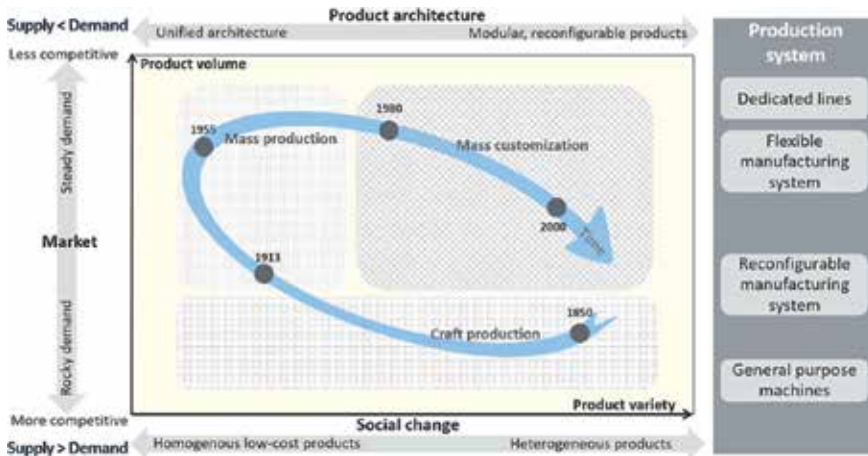 Supply < Demand
Product architecture
Unified architecture
Modular, reconfigurable products
Less competitive
Steady demand
Market
Rocky demand
More competitive
Supply > Demand
Product volume
1980
1955
Mass production
Mass customization
2000
Time
1913
1850
Craft production
Product variety
Social change
Homogenous low-cost products
Heterogeneous products
Production
system
Dedicated lines
Flexible
manufacturing
system
Reconfigurable
manufacturing
system
General purpose
machines